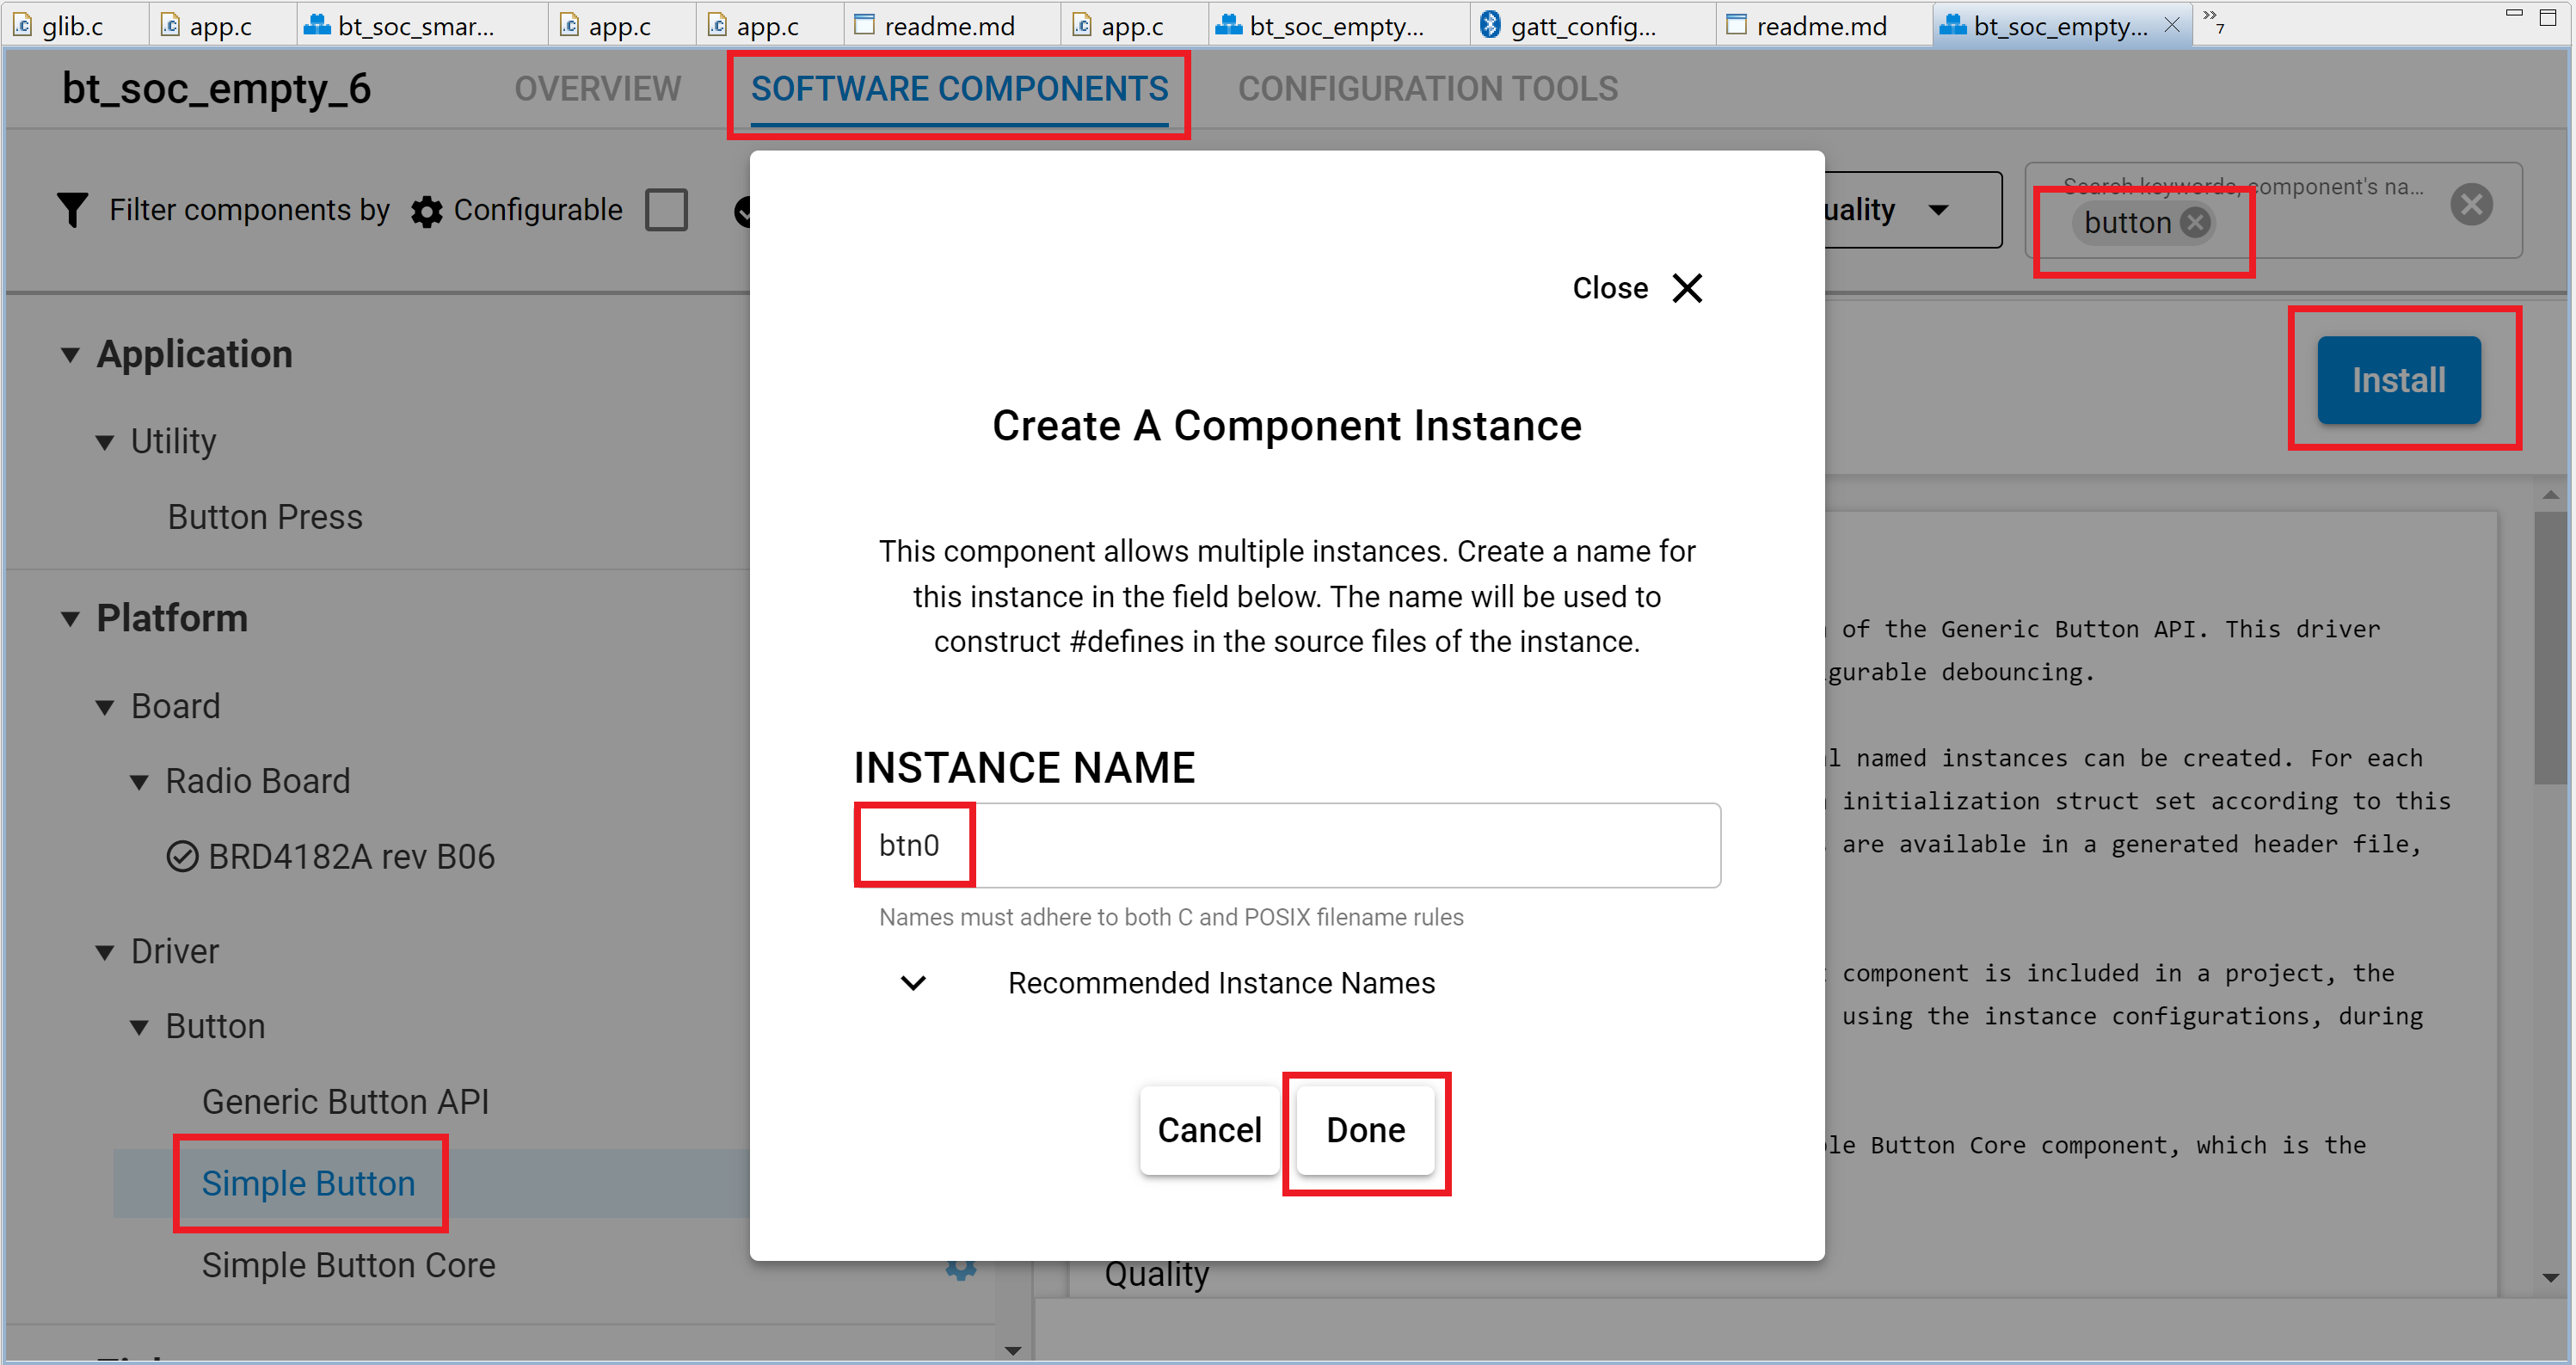 glib.c app.c bt_soc_smar... app.c app.c readme.md app.c bt_soc_empty... gatt_config... readme.md bt_soc_empty... 7
bt_soc_empty_6 OVERVIEW SOFTWARE COMPONENTS CONFIGURATION TOOLS
Filter components by Configurable
Search keywords, component's na...
button
Install
Application
Utility
Button Press
Platform
Board
Radio Board
BRD4182A rev B06
Driver
Button
Generic Button API
Simple Button
Simple Button Core
Close
Create A Component Instance
This component allows multiple instances. Create a name for
this instance in the field below. The name will be used to
construct #defines in the source files of the instance.
INSTANCE NAME
btn0
Names must adhere to both C and POSIX filename rules
Recommended Instance Names
Cancel Done
of the Generic Button API. This driver
debouncing.
named instances can be created. For each
initialization struct set according to this
are available in a generated header file,
component is included in a project, the
using the instance configurations, during
Button Core component, which is the
Quality